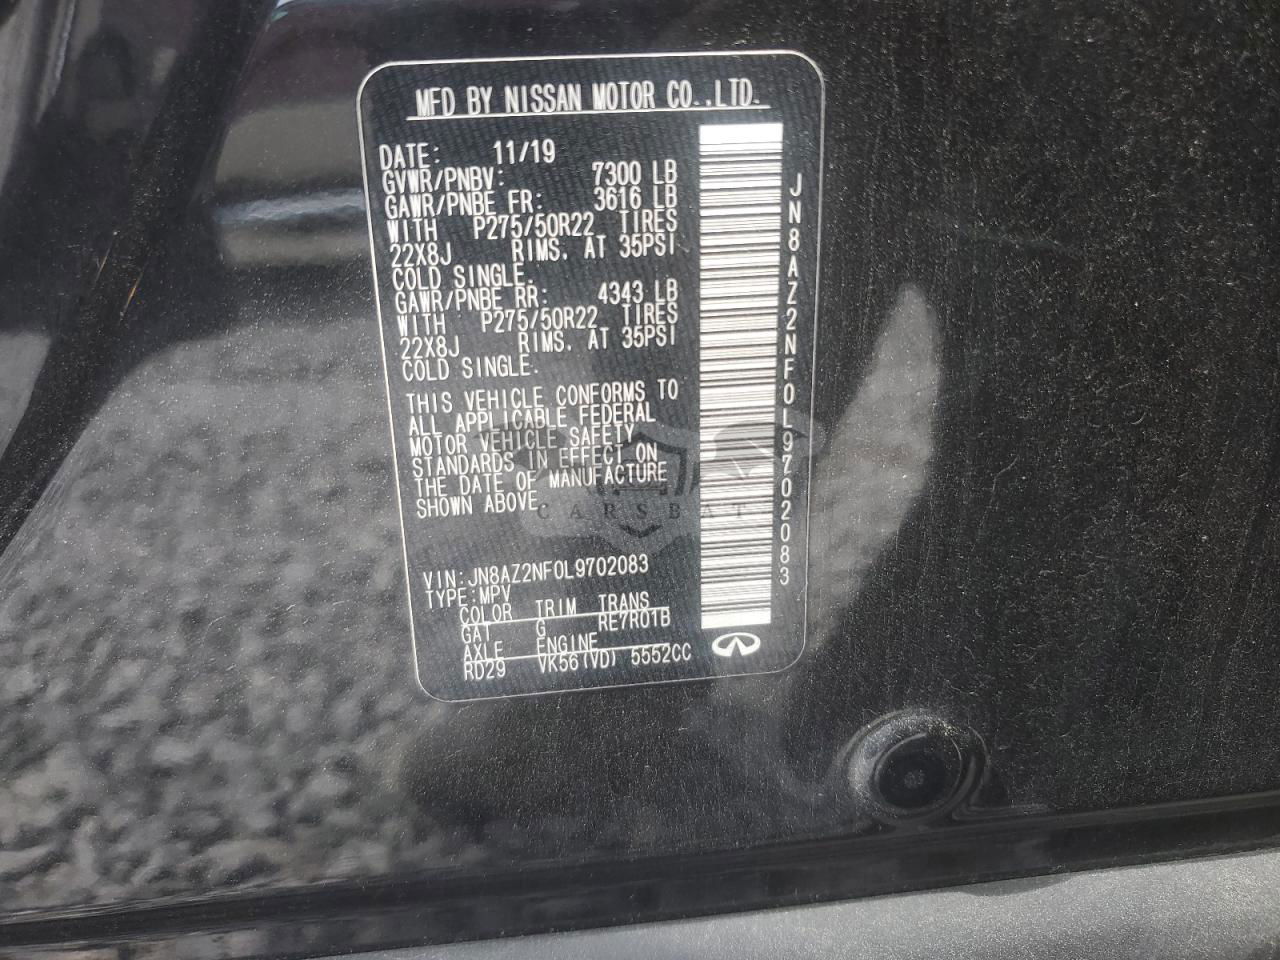 MFD BY NISSAN MOTOR CO.,LTD.
DATE: 11/19
GVWR/PNBV: 7300 LB
GAWR/PNBE FR: 3616 LB
WITH P275/50R22 TIRES
22X8J RIMS. AT 35PSI
COLD SINGLE.
GAWR/PNBE RR: 4343 LB
WITH P275/50R22 TIRES
22X8J RIMS. AT 35PSI
COLD SINGLE.
THIS VEHICLE CONFORMS TO
ALL APPLICABLE FEDERAL
MOTOR VEHICLE SAFETY
STANDARDS IN EFFECT ON
THE DATE OF MANUFACTURE
SHOWN ABOVE.
VIN:JN8AZ2NF0L9702083
TYPE:MPV
COLOR TRIM TRANS
GAT G RE7R01B
AXLE ENGINE
RD29 VK56(VD) 5552CC
JN8AZ2NF0L9702083
CARSBAT